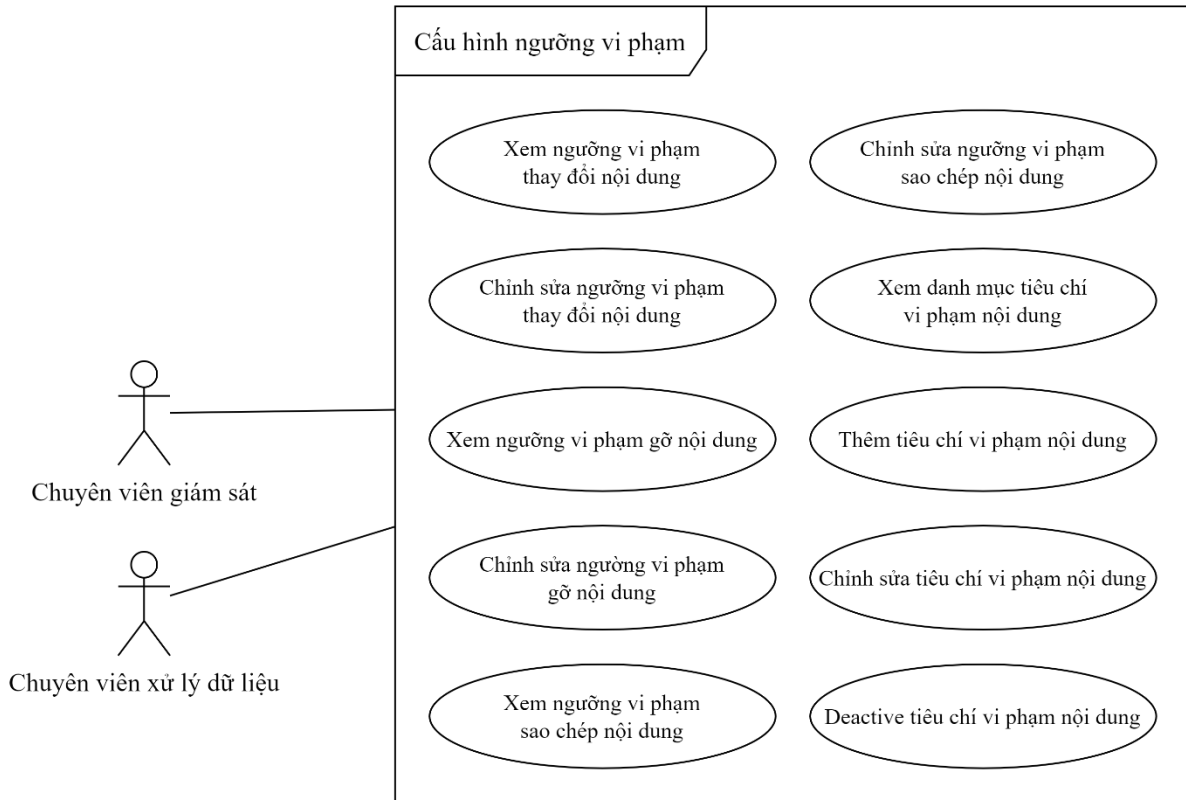 Cấu hình ngưỡng vi phạm
Xem ngưỡng vi phạm
thay đổi nội dung
Chỉnh sửa ngưỡng vi phạm
thay đổi nội dung
Xem ngưỡng vi phạm gỡ nội dung
Chỉnh sửa ngường vi phạm
gỡ nội dung
Xem ngưỡng vi phạm
sao chép nội dung
Chỉnh sửa ngưỡng vi phạm
sao chép nội dung
Xem danh mục tiêu chí
vi phạm nội dung
Thêm tiêu chí vi phạm nội dung
Chỉnh sửa tiêu chí vi phạm nội dung
Deactive tiêu chí vi phạm nội dung
Chuyên viên giám sát
Chuyên viên xử lý dữ liệu